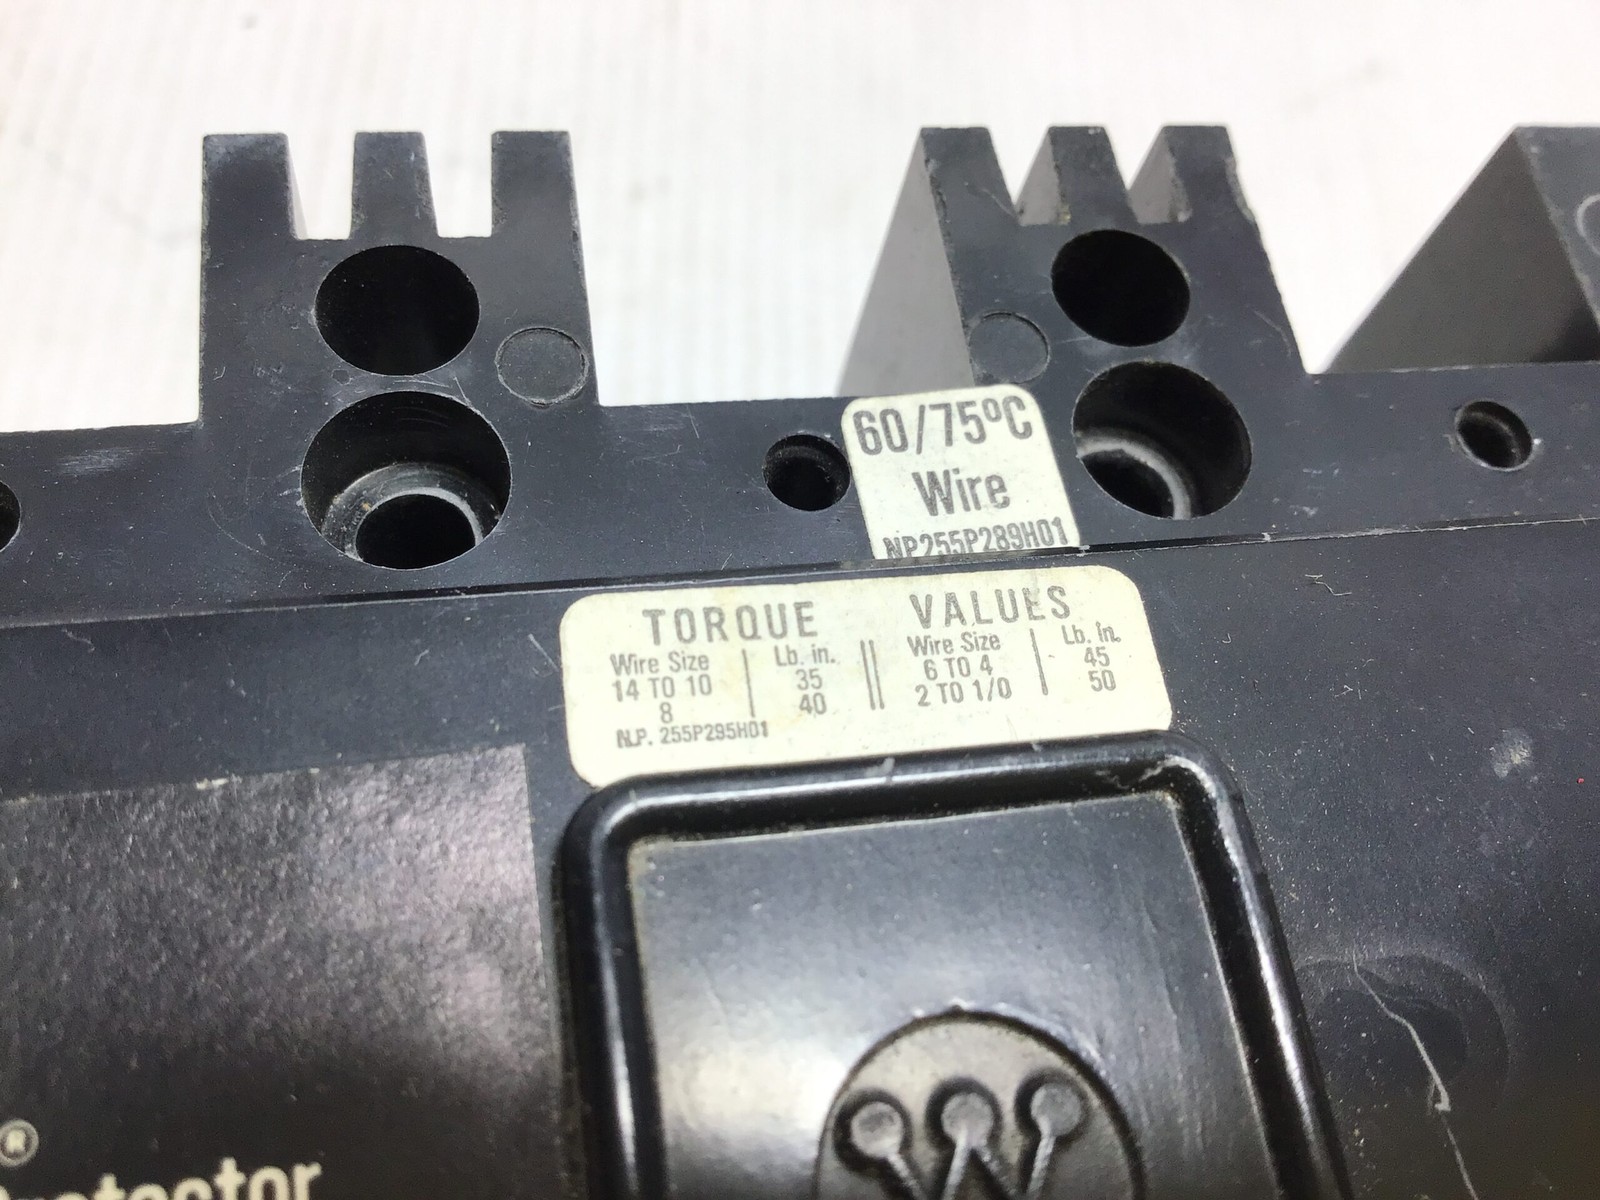 60/75ºC
Wire
NP255P289H01
TORQUE VALUES
Wire Size Lb. in. Wire Size Lb. in.
14 TO 10 35 6 TO 4 45
8 40 2 TO 1/0 50
N.P. 255P295H01
W
®